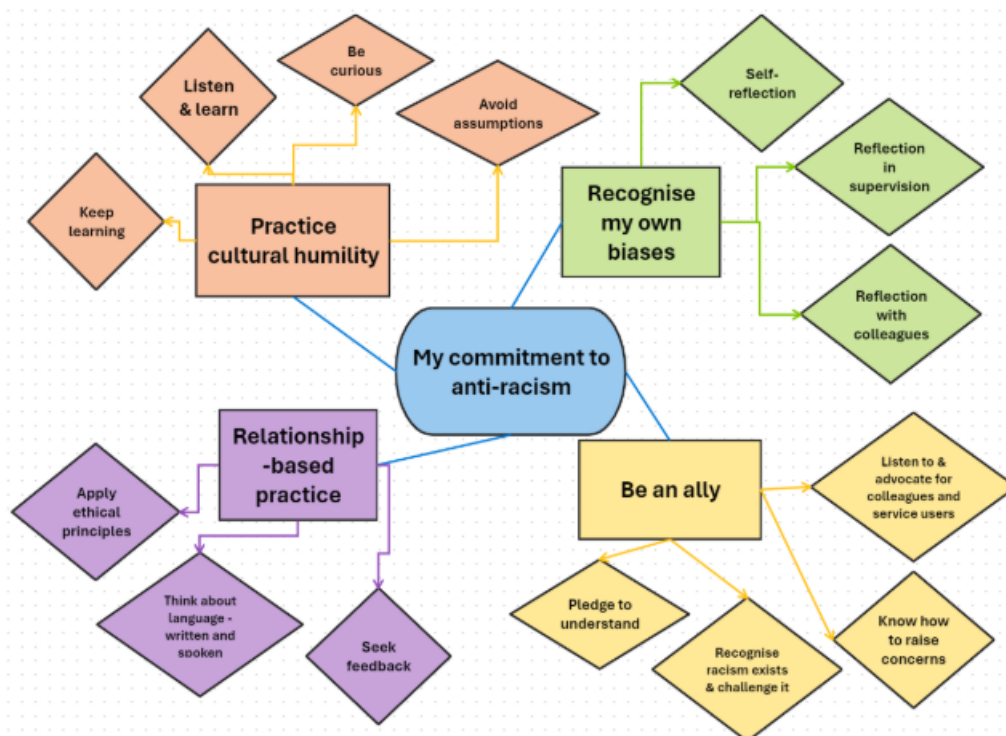 Be
curious
Listen
& learn
Avoid
assumptions
Keep
learning
Practice
cultural humility
Self-
reflection
Recognise
my own
biases
Reflection
in
supervision
Reflection
with
colleagues
My commitment to
anti-racism
Relationship
-based
practice
Apply
ethical
principles
Think about
language -
written and
spoken
Seek
feedback
Be an ally
Listen to &
advocate for
colleagues and
service users
Pledge to
understand
Recognise
racism exists
& challenge it
Know how
to raise
concerns